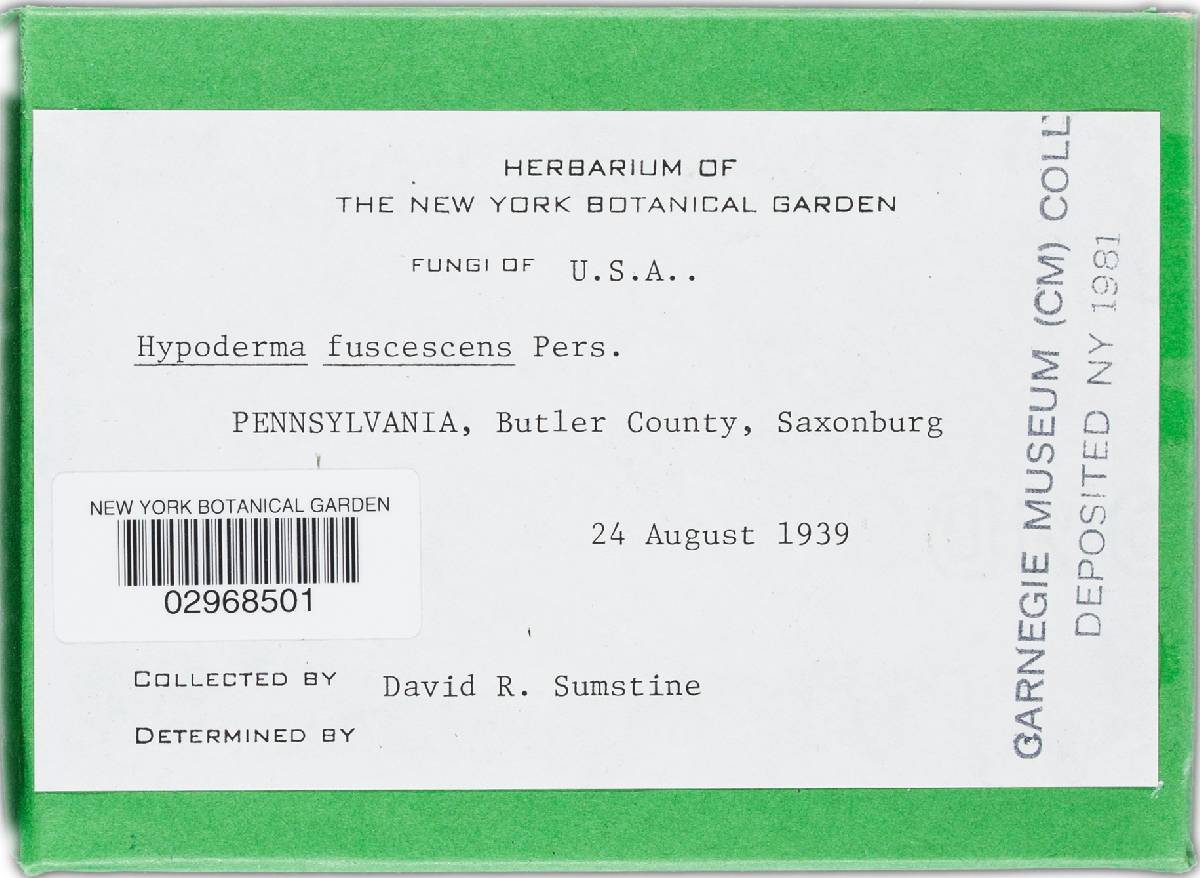 HERBARIUM OF
THE NEW YORK BOTANICAL GARDEN
FUNGI OF U.S.A..
Hypoderma fuscescens Pers.
PENNSYLVANIA, Butler County, Saxonburg
NEW YORK BOTANICAL GARDEN
02968501
24 August 1939
COLLECTED BY David R. Sumstine
DETERMINED BY
CARNEGIE MUSEUM (CM) COLL
DEPOSITED NY 1981